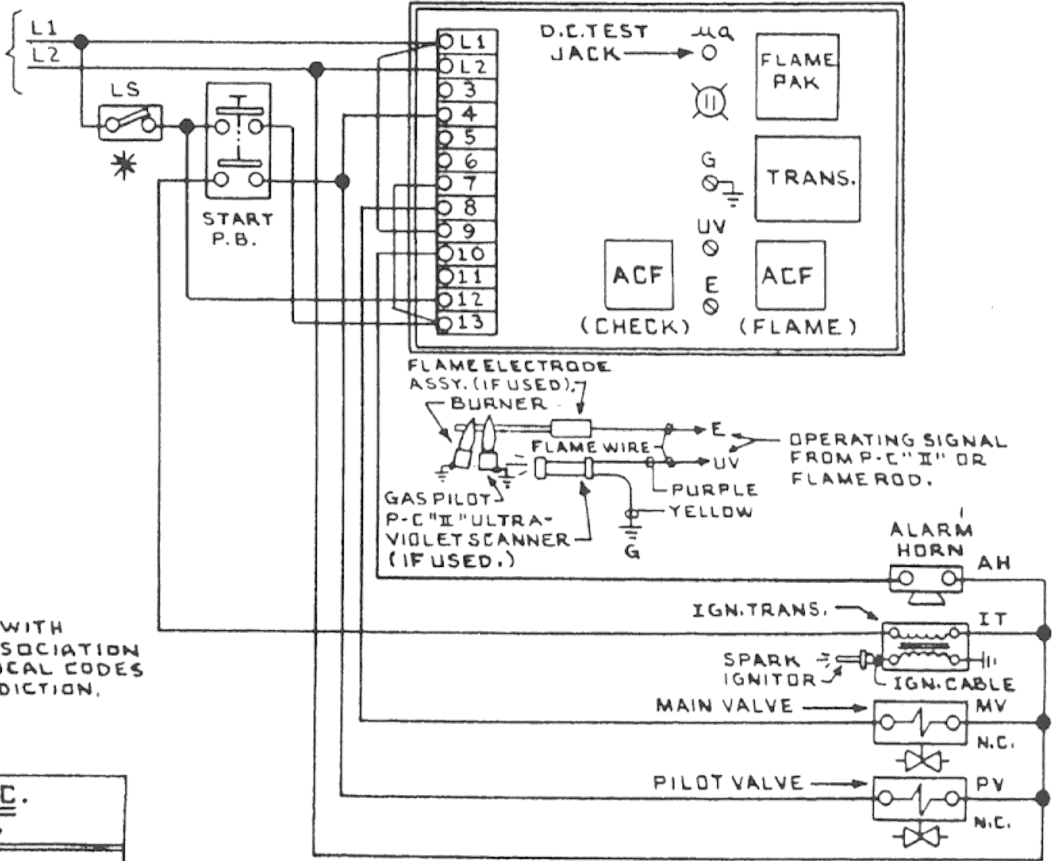 L1
L2
LS
START
P.B.
L1
L2
3
4
5
6
7
8
9
10
11
12
13
D.C. TEST
JACK
µa
FLAME
PAK
G
TRANS.
UV
ACF
E
ACF
(CHECK)
(FLAME)
FLAME ELECTRODE
ASSY. (IF USED).
BURNER
FLAME WIRE
E
UV
OPERATING SIGNAL
FROM P-C "II" OR
FLAME ROD.
PURPLE
YELLOW
G
GAS PILOT
P-C "II" ULTRA-
VIOLET SCANNER
(IF USED.)
ALARM
HORN
AH
IGN. TRANS.
IT
SPARK
IGNITOR
IGN. CABLE
MAIN VALVE
MV
N.C.
PILOT VALVE
PV
N.C.
WITH
SOCIATION
ICAL CODES
DICTION.
C.